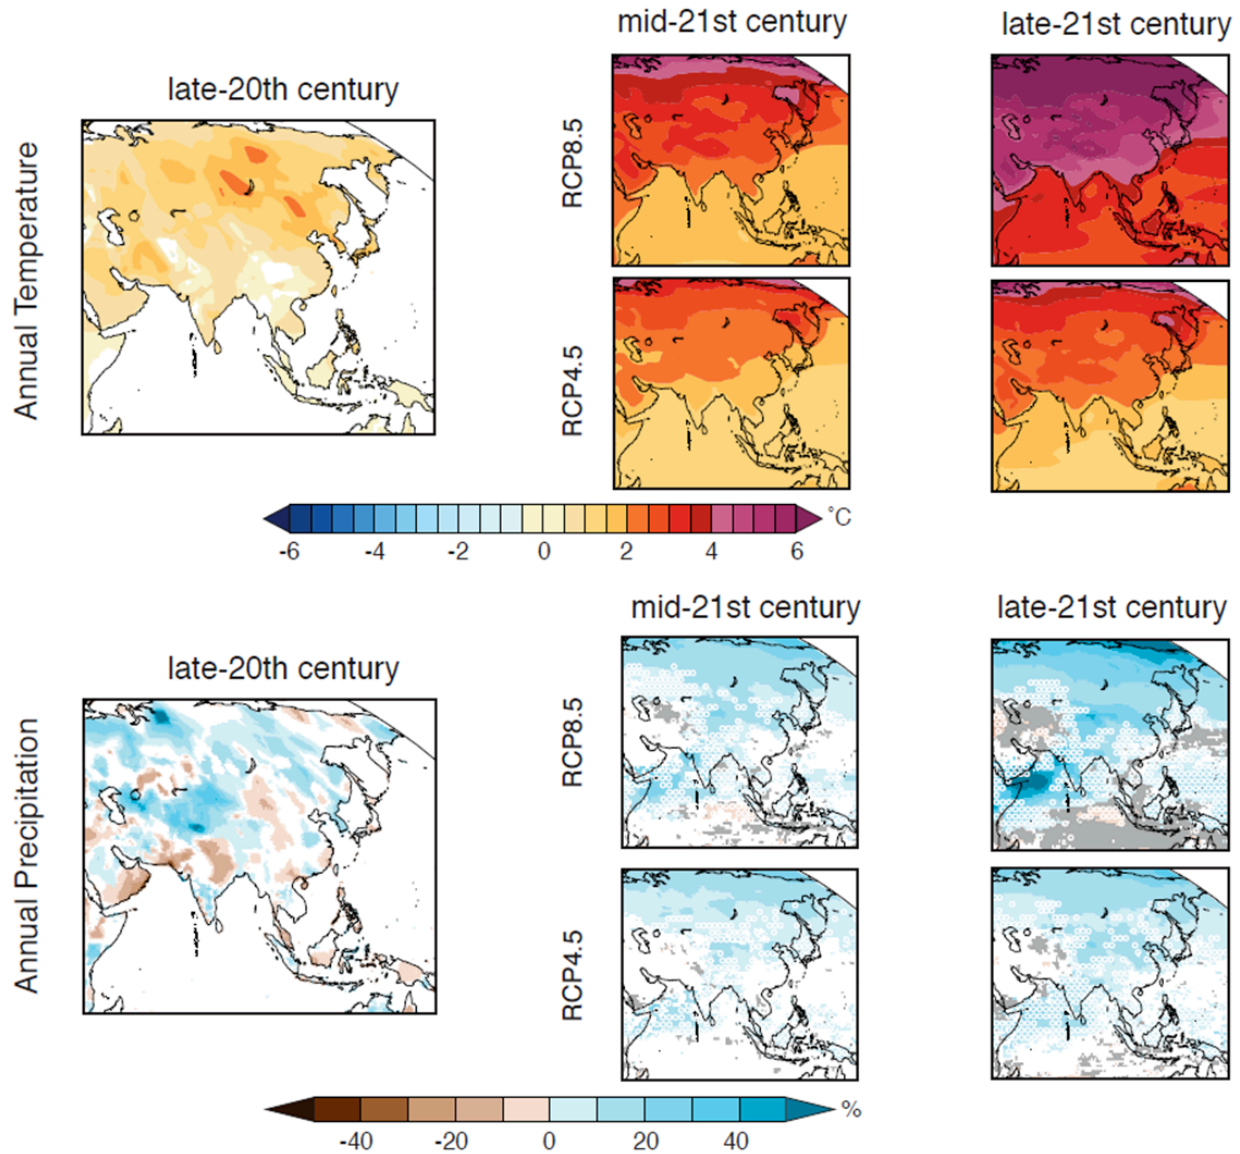 mid-21st century
late-21st century
late-20th century
Annual Temperature
RCP8.5
RCP4.5
-6 -4 -2 0 2 4 6 °C
mid-21st century
late-21st century
late-20th century
Annual Precipitation
RCP8.5
RCP4.5
-40 -20 0 20 40 %